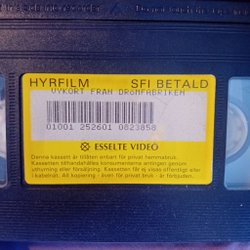 HYRFILM SFI BETALD
VYKORT FRÅN DRÖMFABRIKEN
01001 252601 0823858
ESSELTE VIDEO
Denna kassett är tillåten enbart för privat hemmabruk.
Kassetten tillhandahålles konsumenterna antingen genom
uthyrning eller försäljning. Kassetten får ej visas offentligt eller
i kabelnät. All kopiering - även för privat bruk - är förbjuden.